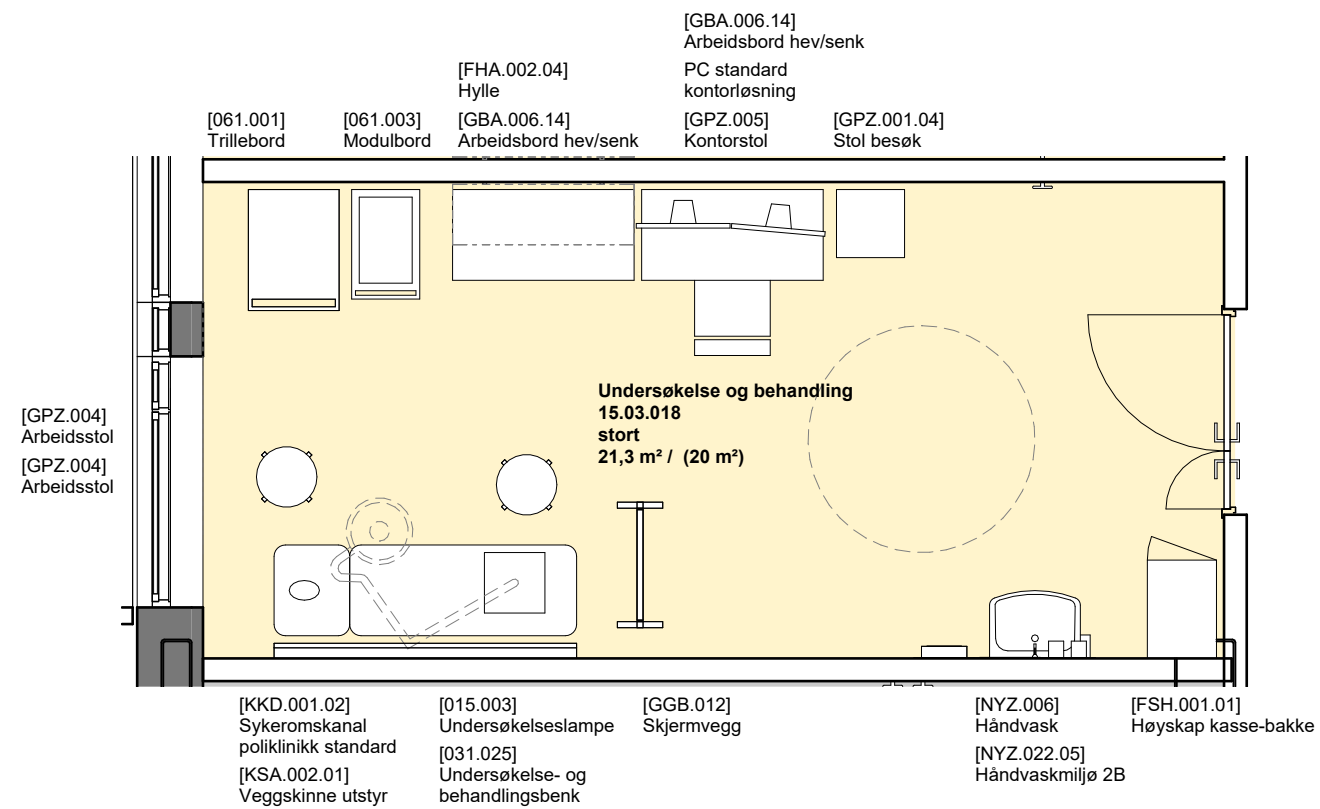 [GBA.006.14]
Arbeidsbord hev/senk
[FHA.002.04]
Hylle
PC standard
kontorløsning
[061.001]
Trillebord
[061.003]
Modulbord
[GBA.006.14]
Arbeidsbord hev/senk
[GPZ.005]
Kontorstol
[GPZ.001.04]
Stol besøk
Undersøkelse og behandling
15.03.018
stort
21,3 m² / (20 m²)
[GPZ.004]
Arbeidsstol
[GPZ.004]
Arbeidsstol
[KKD.001.02]
Sykeromskanal
poliklinikk standard
[KSA.002.01]
Veggskinne utstyr
[015.003]
Undersøkelseslampe
[031.025]
Undersøkelse- og
behandlingsbenk
[GGB.012]
Skjermvegg
[NYZ.006]
Håndvask
[NYZ.022.05]
Håndvaskmiljø 2B
[FSH.001.01]
Høyskap kasse-bakke